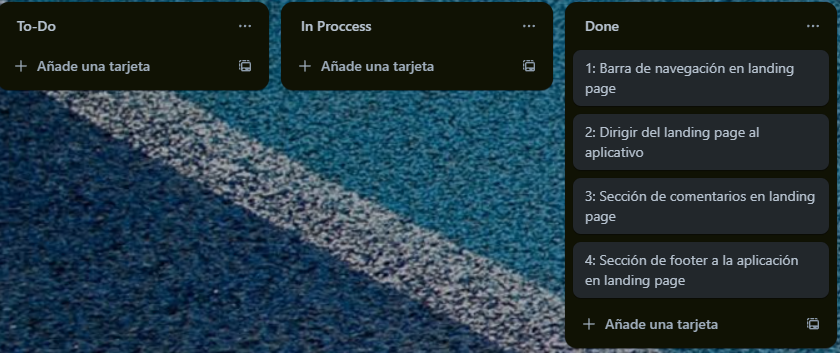 To-Do
Añade una tarjeta
In Proccess
Añade una tarjeta
Done
1: Barra de navegación en landing
page
2: Dirigir del landing page al
aplicativo
3: Sección de comentarios en landing
page
4: Sección de footer a la aplicación
en landing page
Añade una tarjeta